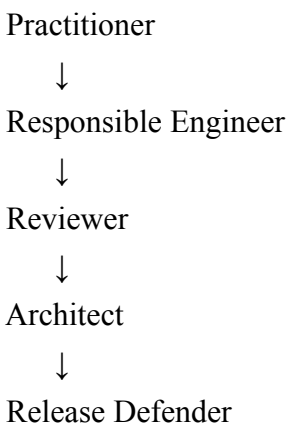 Practitioner
↓
Responsible Engineer
↓
Reviewer
↓
Architect
↓
Release Defender